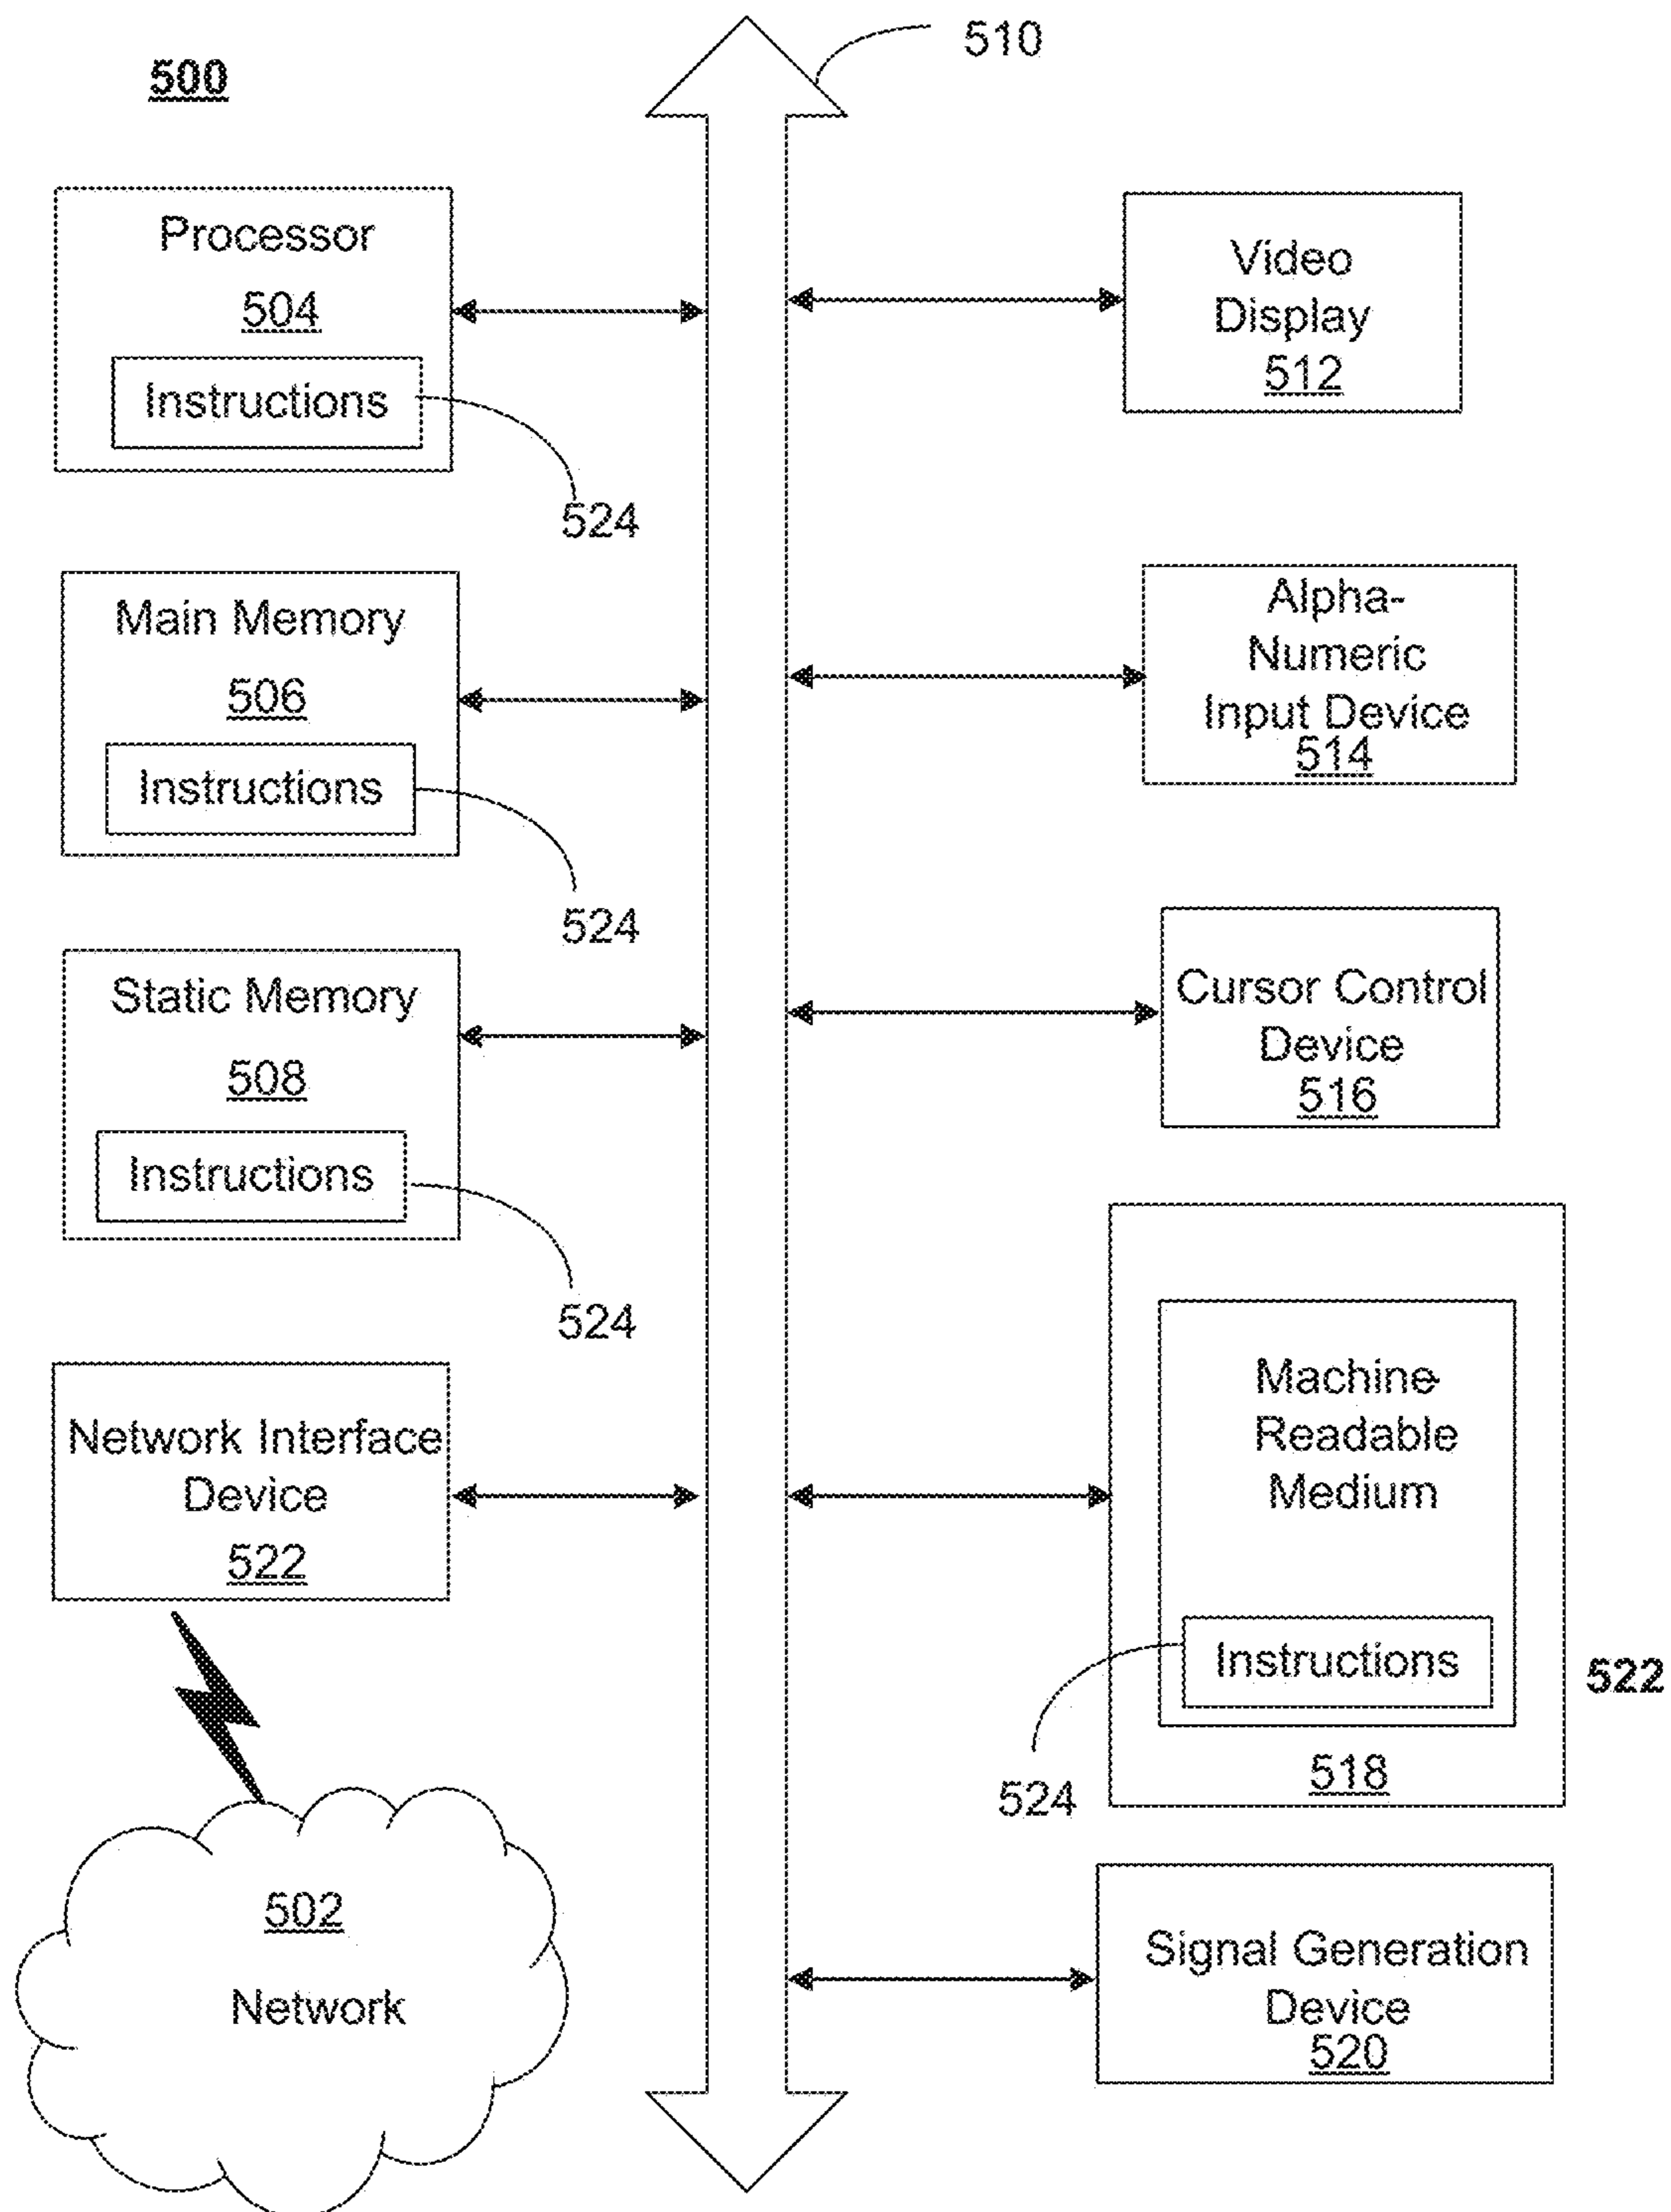 500
510
Processor
504
Instructions
524
Main Memory
506
Instructions
524
Static Memory
508
Instructions
524
Network Interface
Device
522
502
Network
Video
Display
512
Alpha-
Numeric
Input Device
514
Cursor Control
Device
516
Machine-
Readable
Medium
Instructions
522
524
518
Signal Generation
Device
520